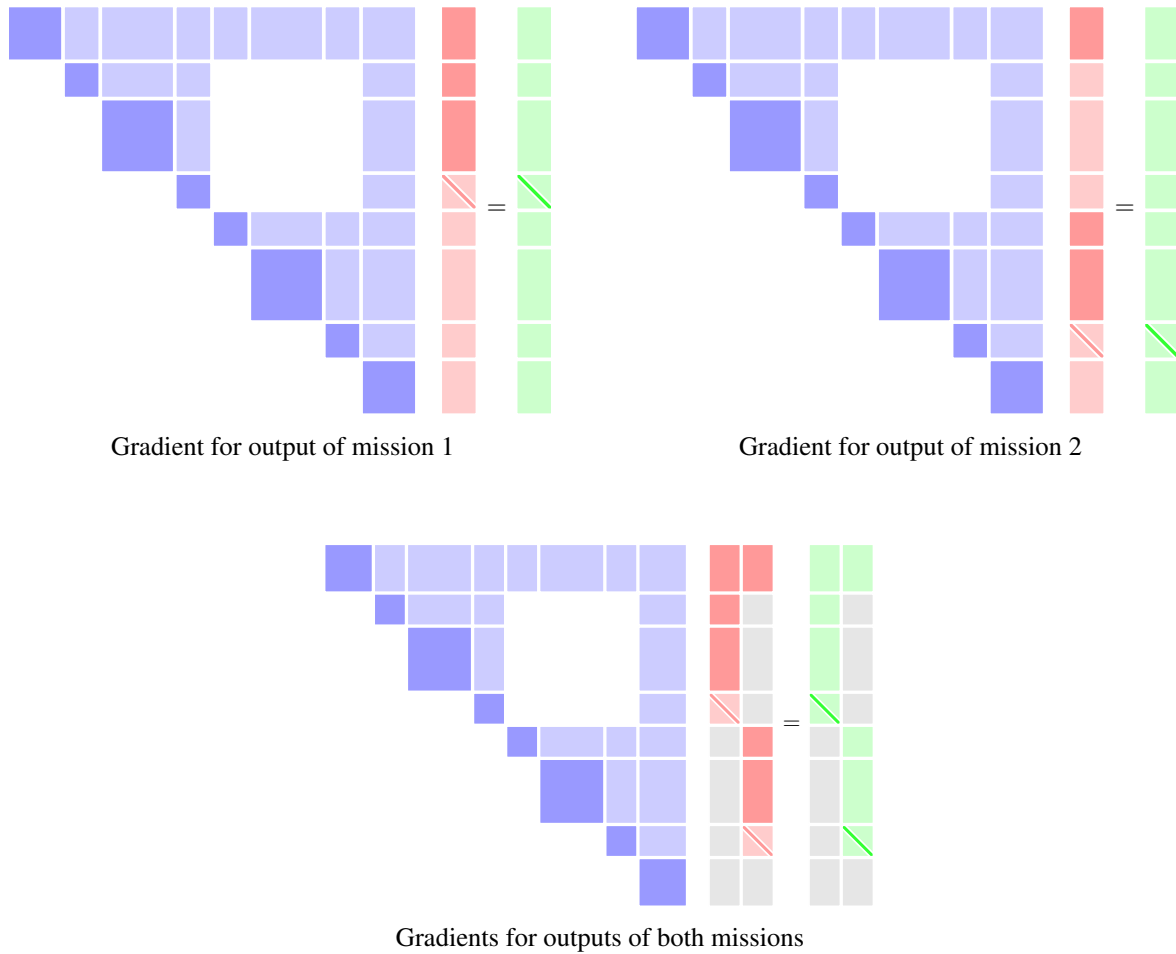 =
=
Gradient for output of mission 1
Gradient for output of mission 2
=
Gradients for outputs of both missions